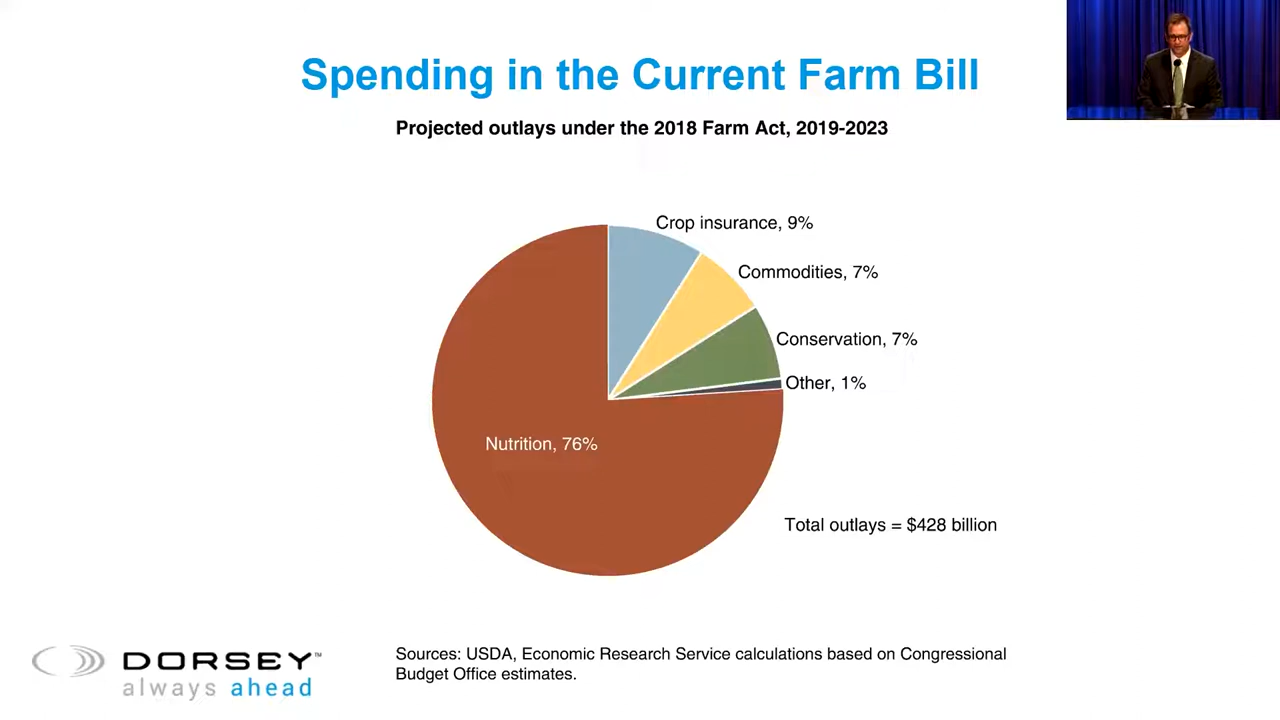 Spending in the Current Farm Bill
Projected outlays under the 2018 Farm Act, 2019-2023
Crop insurance, 9%
Commodities, 7%
Conservation, 7%
Other, 1%
Nutrition, 76%
Total outlays = $428 billion
DORSEY™
always ahead
Sources: USDA, Economic Research Service calculations based on Congressional
Budget Office estimates.